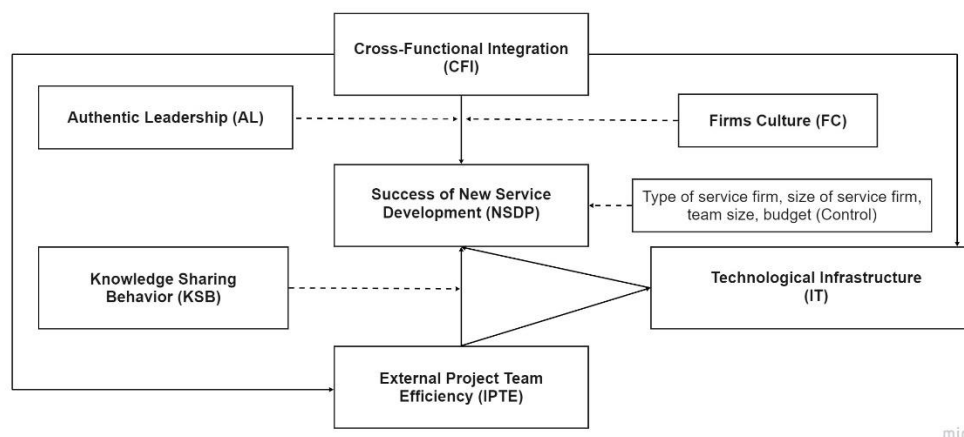 Cross-Functional Integration
(CFI)
Authentic Leadership (AL)
Firms Culture (FC)
Success of New Service
Development (NSDP)
Type of service firm, size of service firm,
team size, budget (Control)
Knowledge Sharing
Behavior (KSB)
Technological Infrastructure
(IT)
External Project Team
Efficiency (IPTE)